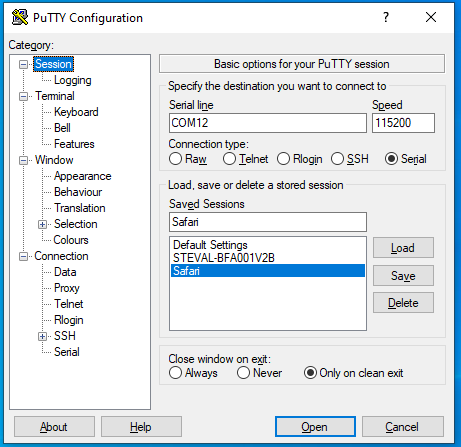 PuTTY Configuration
?
Category:
Session
Logging
Terminal
Keyboard
Bell
Features
Window
Appearance
Behaviour
Translation
Selection
Colours
Connection
Data
Proxy
Telnet
Rlogin
SSH
Serial
Basic options for your PuTTY session
Specify the destination you want to connect to
Serial line Speed
COM12 115200
Connection type:
Raw Telnet Rlogin SSH Serial
Load, save or delete a stored session
Saved Sessions
Safari
Default Settings
STEVAL-BFA001V2B
Safari
Load
Save
Delete
Close window on exit:
Always Never Only on clean exit
About Help Open Cancel